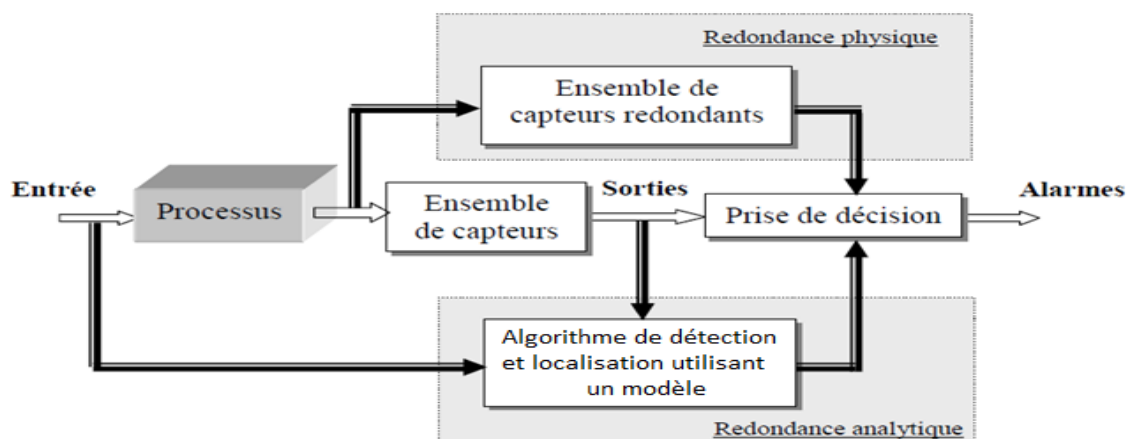 Redondance physique
Ensemble de
capteurs redondants
Entrée
Processus
Ensemble
de capteurs
Sorties
Prise de décision
Alarmes
Algorithme de détection
et localisation utilisant
un modèle
Redondance analytique